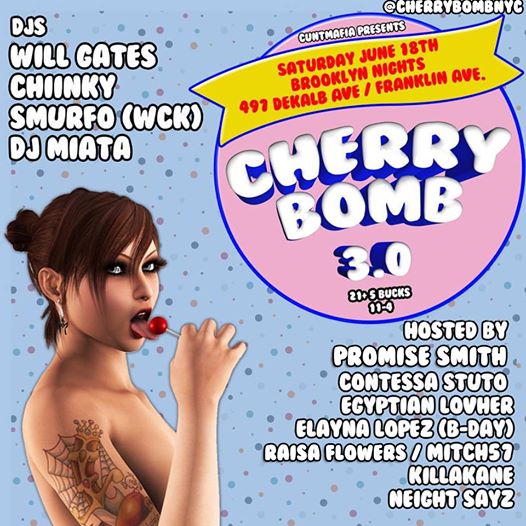 @CHERRYBOMBNYC
DJS
WILL GATES
CHIINKY
SMURFO (WCK)
DJ MIATA
CUNTMAFIA PRESENTS
SATURDAY JUNE 18TH
BROOKLYN NIGHTS
497 DEKALB AVE / FRANKLIN AVE.
CHERRY
BOMB
3.0
21+ 5 BUCKS
11-4
HOSTED BY
PROMISE SMITH
CONTESSA STUTO
EGYPTIAN LOVHER
ELAYNA LOPEZ (B-DAY)
RAISA FLOWERS / MITCH57
KILLAKANE
NEIGHT SAYZ